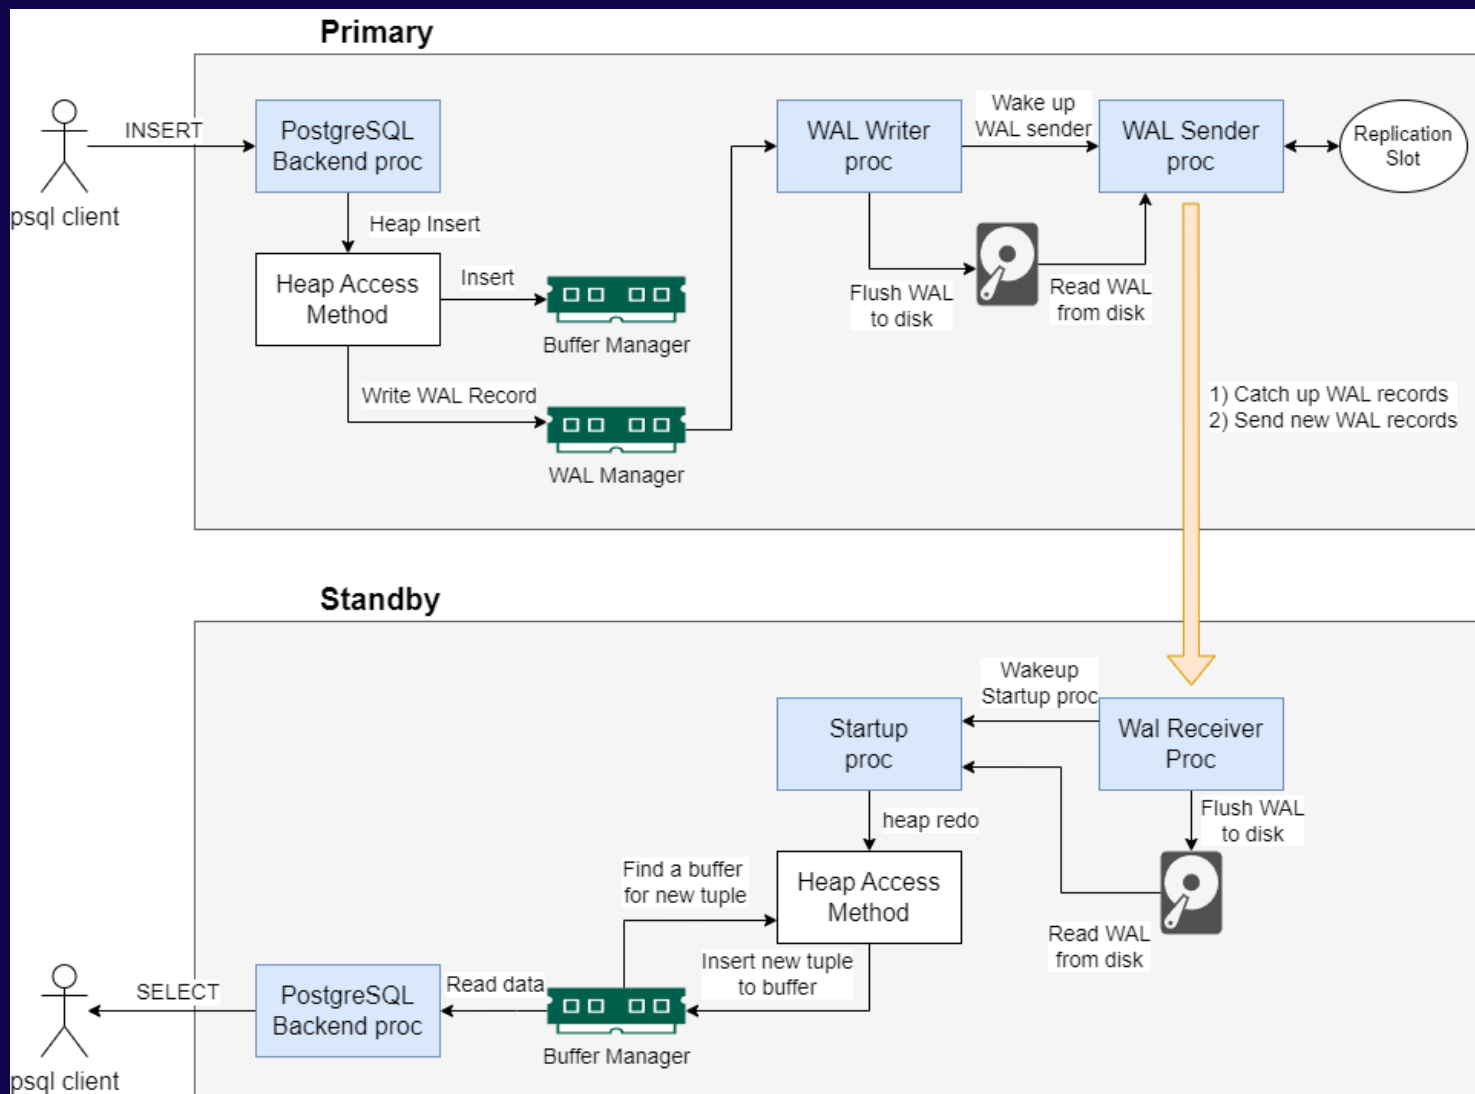 Primary
INSERT
psql client
PostgreSQL
Backend proc
Heap Insert
Heap Access
Method
Insert
Buffer Manager
Write WAL Record
WAL Manager
WAL Writer
proc
Wake up
WAL sender
WAL Sender
proc
Replication
Slot
Flush WAL
to disk
Read WAL
from disk
1) Catch up WAL records
2) Send new WAL records
Standby
Wakeup
Startup proc
Startup
proc
Wal Receiver
Proc
Flush WAL
to disk
heap redo
Find a buffer
for new tuple
Heap Access
Method
Read WAL
from disk
Insert new tuple
to buffer
SELECT
psql client
PostgreSQL
Backend proc
Read data
Buffer Manager